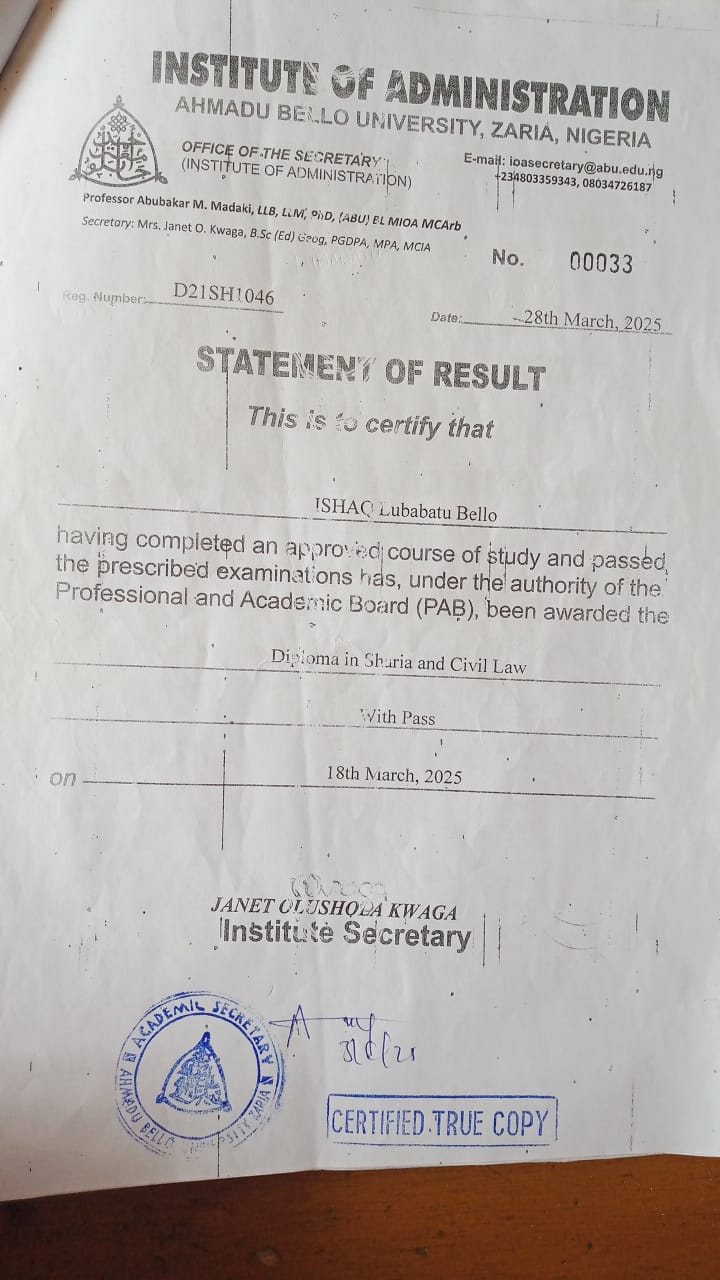 INSTITUTE OF ADMINISTRATION
AHMADU BELLO UNIVERSITY, ZARIA, NIGERIA
OFFICE OF THE SECRETARY
(INSTITUTE OF ADMINISTRATION)
E-mail: ioasecretary@abu.edu.ng
+234803359343, 08034726187
Professor Abubakar M. Madaki, LLB, LLM, PhD, (ABU) BL MIOA MCArb
Secretary: Mrs. Janet O. Kwaga, B.Sc (Ed) Geog, PGDPA, MPA, MCIA
No. 00033
Reg. Number: D21SH1046
Date: 28th March, 2025
STATEMENT OF RESULT
This is to certify that
ISHAQ Lubabatu Bello
having completed an approved course of study and passed
the prescribed examinations has, under the authority of the
Professional and Academic Board (PAB), been awarded the
Diploma in Sharia and Civil Law
With Pass
on 18th March, 2025
JANET OLUSHOLA KWAGA
Institute Secretary
ACADEMIC SECRETARY
AHMADU BELLO UNIVERSITY ZARIA
CERTIFIED TRUE COPY